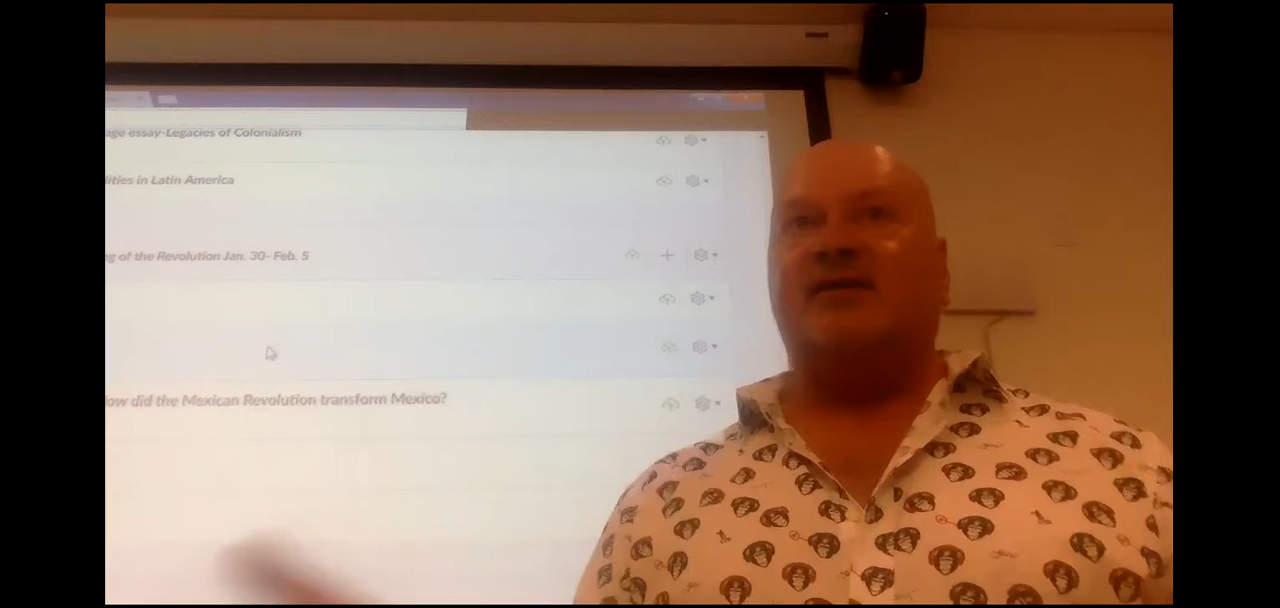 age essay-Legacies of Colonialism
lities in Latin America
g of the Revolution Jan. 30- Feb. 5
ow did the Mexican Revolution transform Mexico?